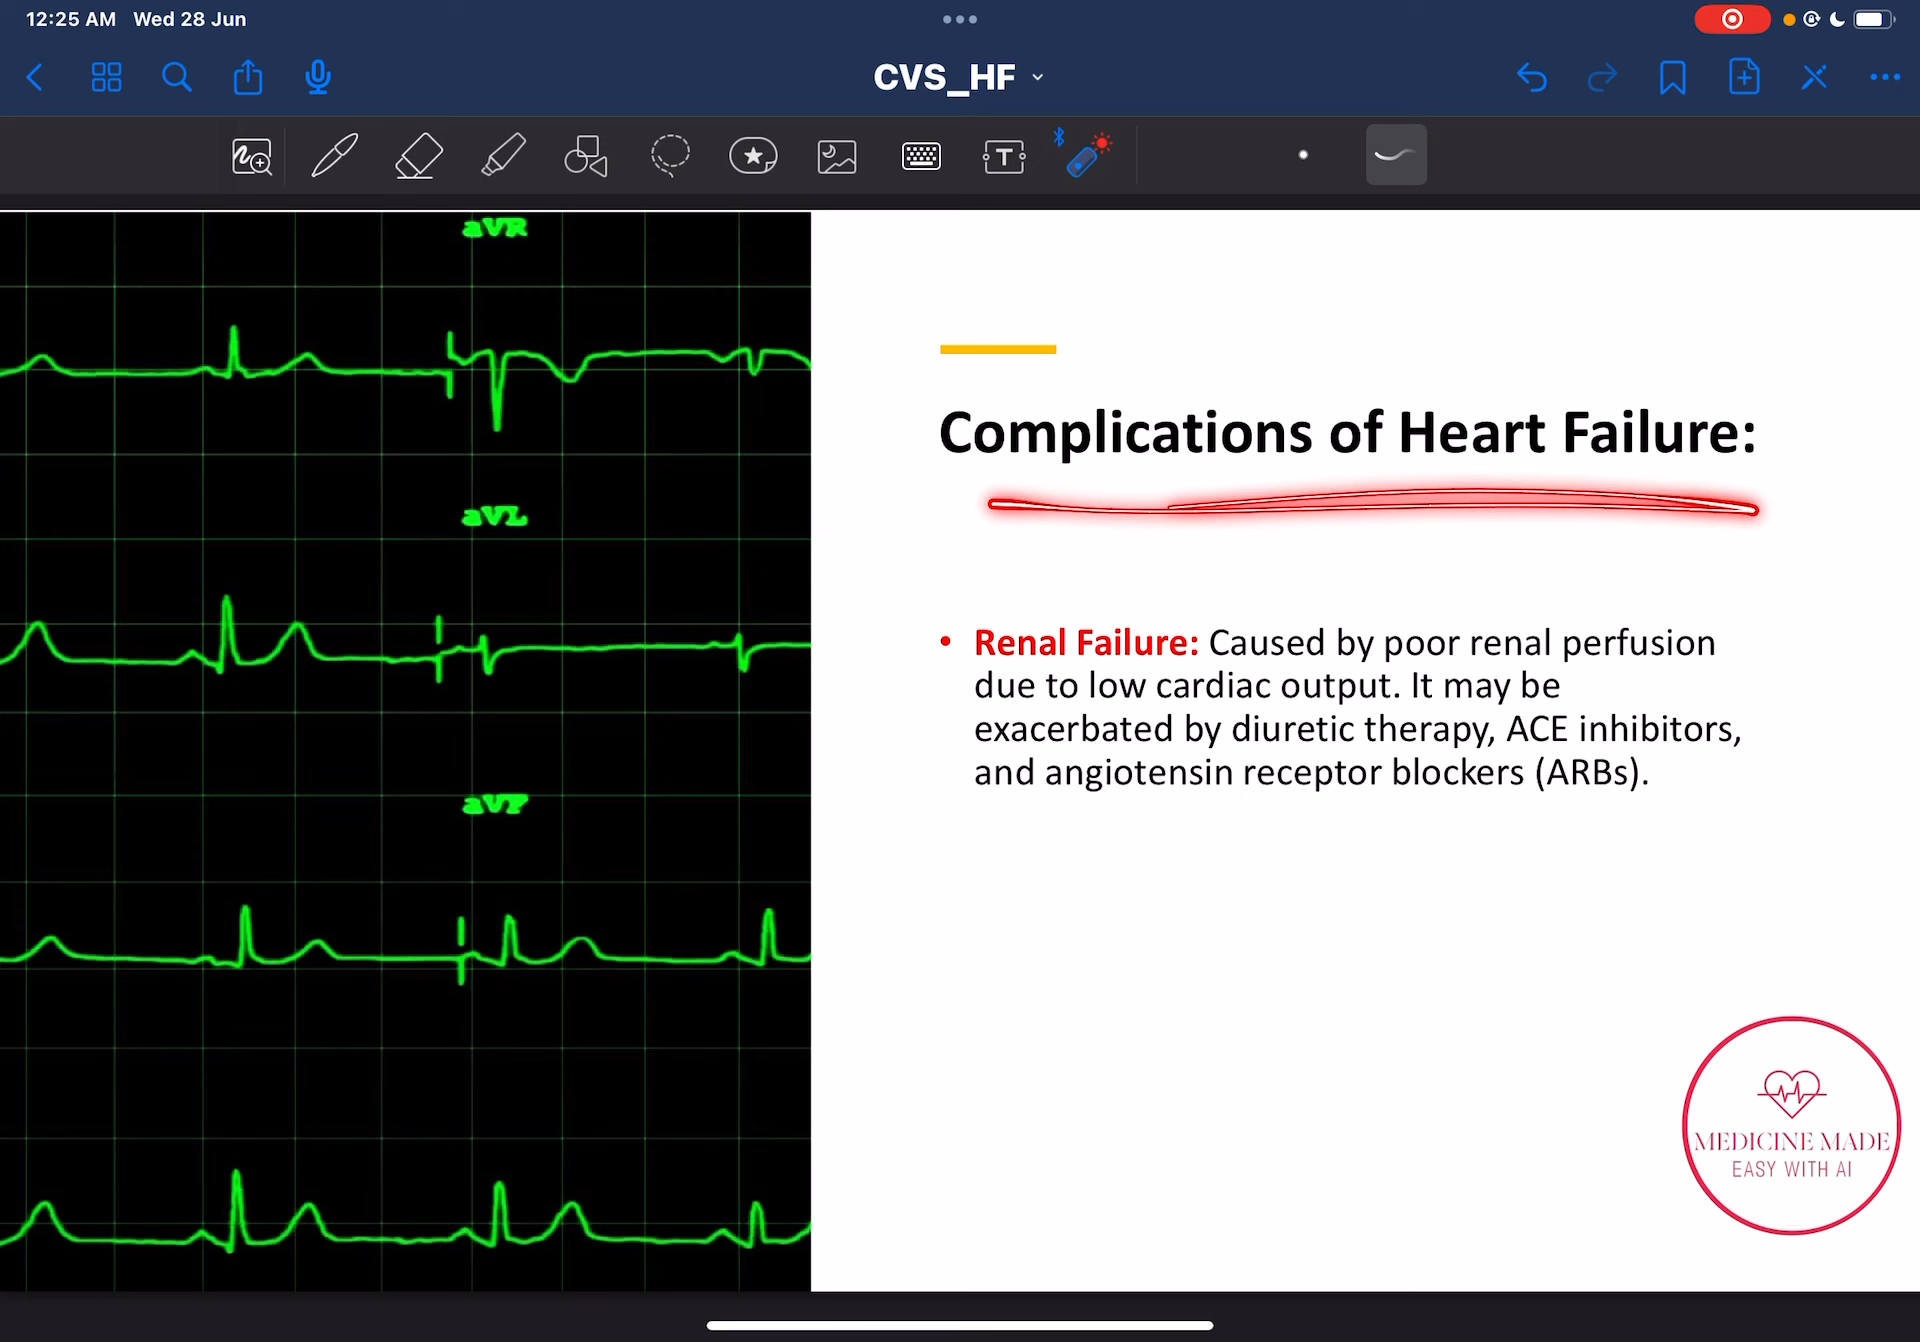 12:25 AM Wed 28 Jun
CVS_HF
T
aVR
aVL
aVF
Complications of Heart Failure:
• Renal Failure: Caused by poor renal perfusion
due to low cardiac output. It may be
exacerbated by diuretic therapy, ACE inhibitors,
and angiotensin receptor blockers (ARBs).
MEDICINE MADE
EASY WITH AI